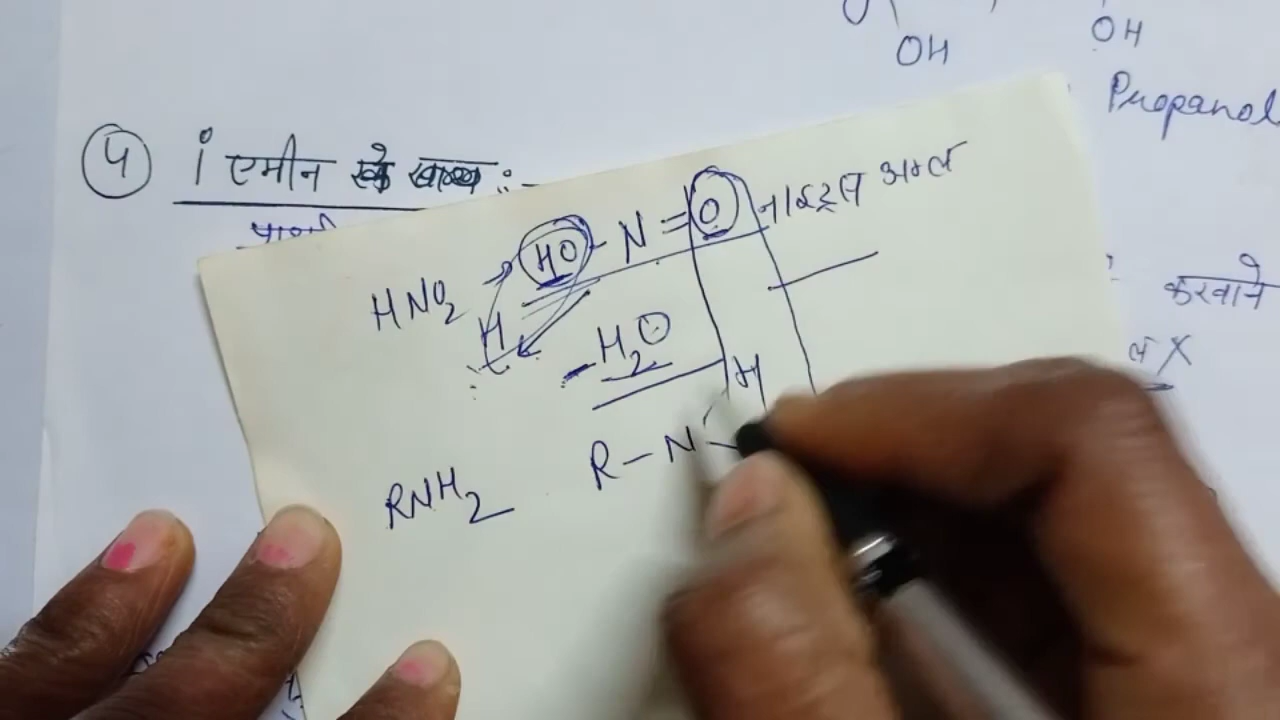 OH
OH
Propanol
4 i एमीन से
HNO2 HO-N=O नाइट्रस अम्ल
H
-H2O
H
R-N
RNH2
करवाने
X